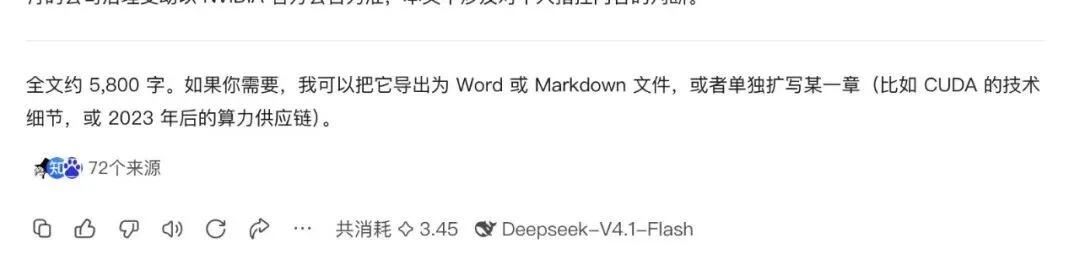 全文约 5,800 字。如果你需要，我可以把它导出为 Word 或 Markdown 文件，或者单独扩写某一章（比如 CUDA 的技术
细节，或 2023 年后的算力供应链）。
知
72个来源
共消耗 3.45 Deepseek-V4.1-Flash